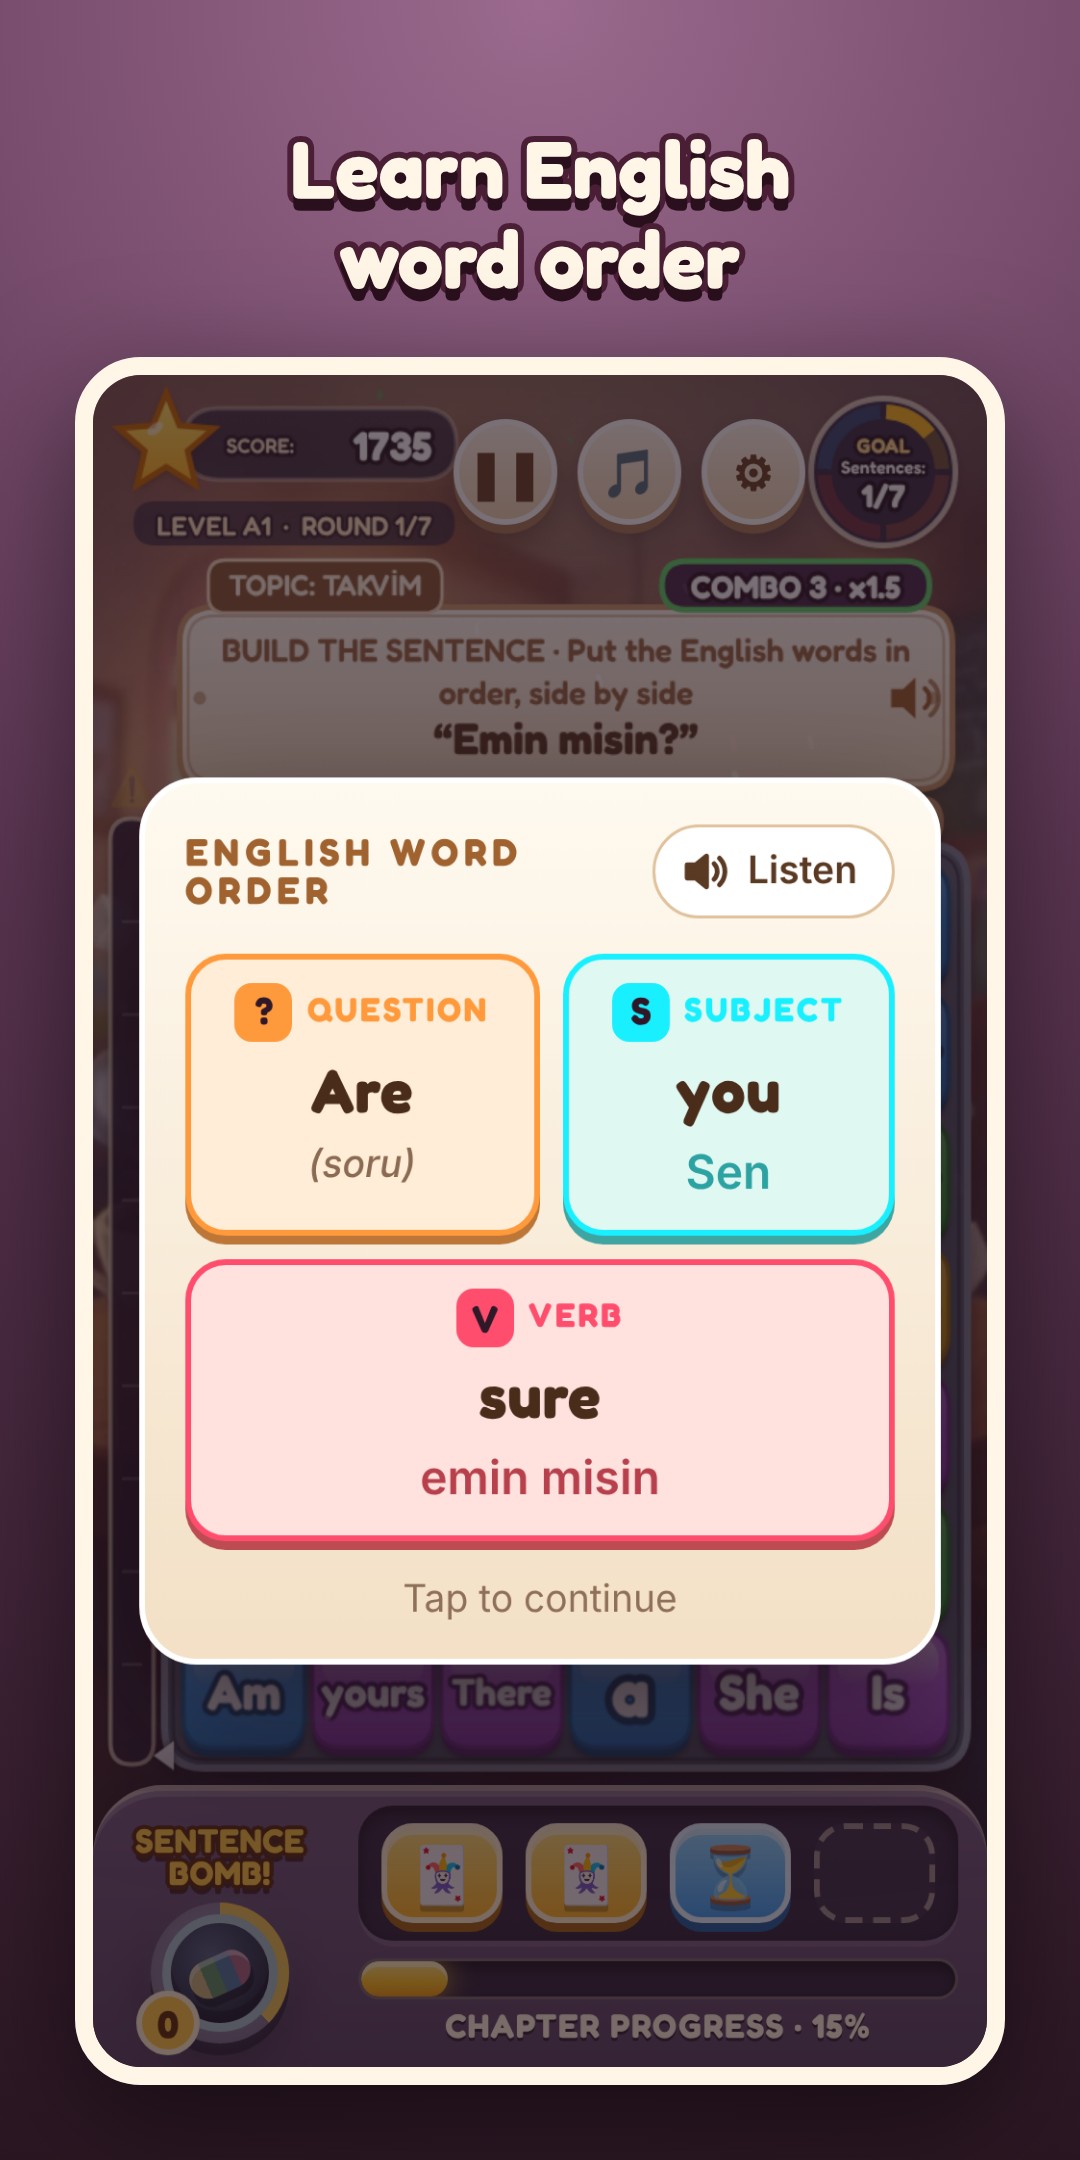 Learn English
word order
SCORE: 1735
GOAL
Sentences:
1/7
LEVEL A1 · ROUND 1/7
TOPIC: TAKVİM
COMBO 3 · x1.5
BUILD THE SENTENCE · Put the English words in
order, side by side
“Emin misin?”
ENGLISH WORD
ORDER
Listen
? QUESTION
Are
(soru)
S SUBJECT
you
Sen
V VERB
sure
emin misin
Tap to continue
Am yours There a She Is
SENTENCE
BOMB!
0
CHAPTER PROGRESS · 15%